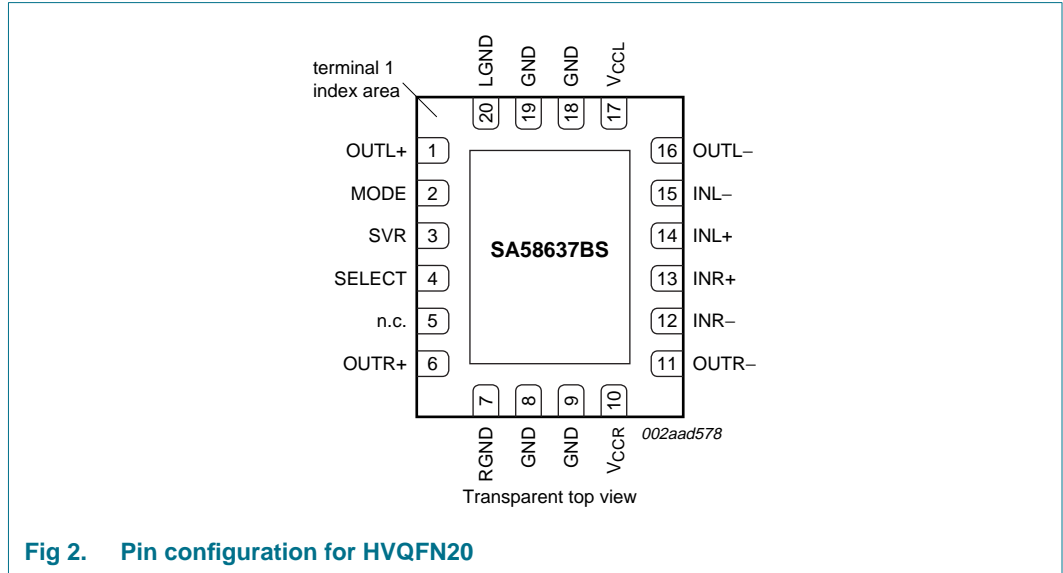 terminal 1
index area
LGND
GND
GND
VCCL
20
19
18
17
OUTL+ 1
MODE 2
SVR 3
SELECT 4
n.c. 5
OUTR+ 6
SA58637BS
16 OUTL−
15 INL−
14 INL+
13 INR+
12 INR−
11 OUTR−
7
8
9
10
RGND
GND
GND
VCCR
002aad578
Transparent top view
Fig 2. Pin configuration for HVQFN20